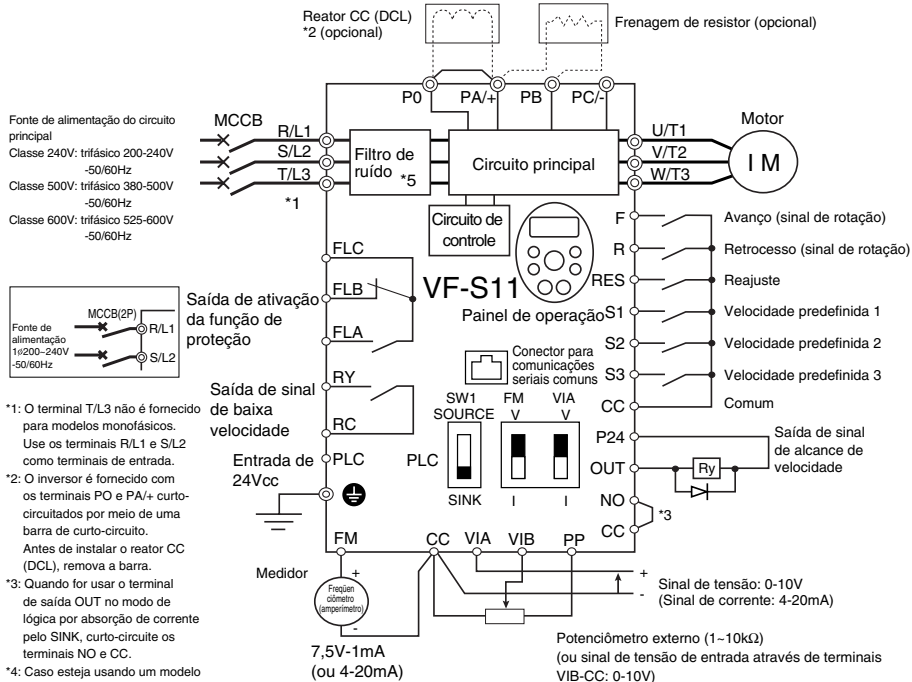 Reator CC (DCL)
*2 (opcional)
Frenagem de resistor (opcional)
P0
PA/+
PB
PC/-
Fonte de alimentação do circuito
principal
Classe 240V: trifásico 200-240V
-50/60Hz
Classe 500V: trifásico 380-500V
-50/60Hz
Classe 600V: trifásico 525-600V
-50/60Hz
MCCB
R/L1
S/L2
T/L3
*1
Filtro de
ruído
*5
Circuito principal
Circuito de
controle
U/T1
V/T2
W/T3
Motor
I M
FLC
FLB
FLA
RY
RC
PLC
Saída de ativação
da função de
proteção
Saída de sinal
de baixa
velocidade
Entrada de
24Vcc
VF-S11
Painel de operação
Conector para
comunicações
seriais comuns
SW1
SOURCE
PLC
SINK
FM
V
I
VIA
V
I
F
Avanço (sinal de rotação)
R
Retrocesso (sinal de rotação)
RES
Reajuste
S1
Velocidade predefinida 1
S2
Velocidade predefinida 2
S3
Velocidade predefinida 3
CC
Comum
P24
OUT
Ry
Saída de sinal
de alcance de
velocidade
NO
CC
*3
MCCB(2P)
Fonte de
alimentação
1ø200~240V
-50/60Hz
R/L1
S/L2
*1: O terminal T/L3 não é fornecido
para modelos monofásicos.
Use os terminais R/L1 e S/L2
como terminais de entrada.
*2: O inversor é fornecido com
os terminais PO e PA/+ curto-
circuitados por meio de uma
barra de curto-circuito.
Antes de instalar o reator CC
(DCL), remova a barra.
*3: Quando for usar o terminal
de saída OUT no modo de
lógica por absorção de corrente
pelo SINK, curto-circuite os
terminais NO e CC.
*4: Caso esteja usando um modelo
FM
CC
VIA
VIB
PP
Medidor
+
Freqüen
ciômetro
(amperímetro)
-
7,5V-1mA
(ou 4-20mA)
+
-
Sinal de tensão: 0-10V
(Sinal de corrente: 4-20mA)
Potenciômetro externo (1~10kΩ)
(ou sinal de tensão de entrada através de terminais
VIB-CC: 0-10V)